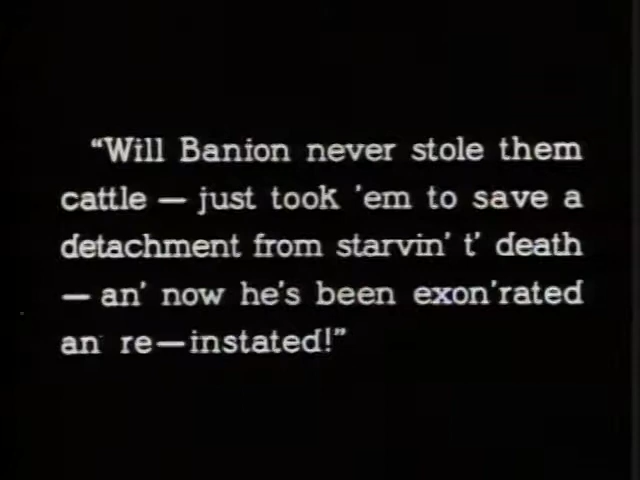 “Will Banion never stole them
cattle — just took 'em to save a
detachment from starvin' t' death
— an' now he's been exon'rated
an' re—instated!”